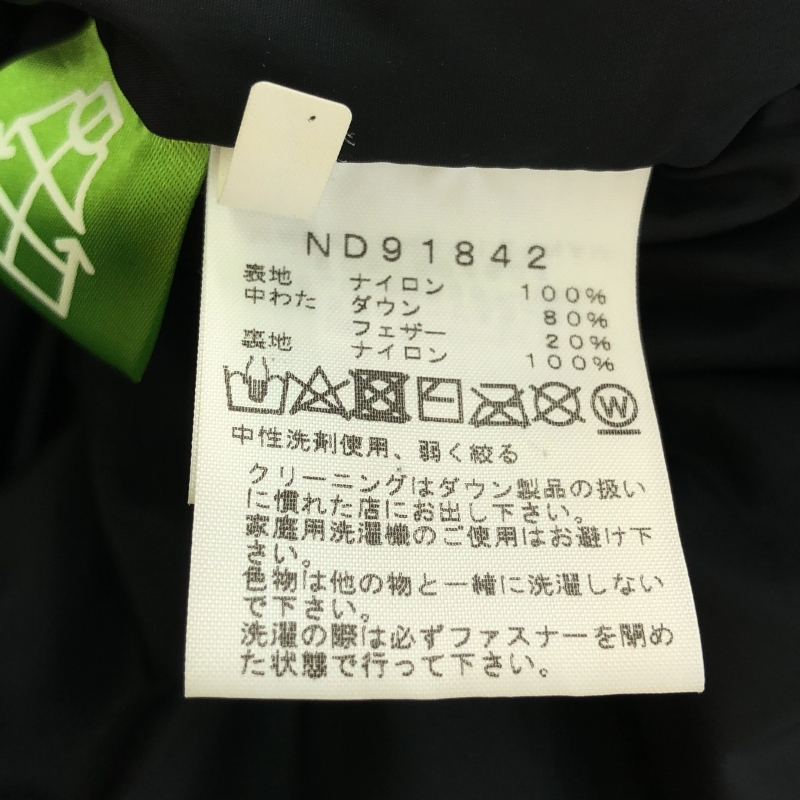 ND91842
表地 ナイロン 100%
中わた ダウン 80%
フェザー 20%
裏地 ナイロン 100%
W
中性洗剤使用、弱く絞る
クリーニングはダウン製品の扱い
に慣れた店にお出し下さい。
家庭用洗濯機のご使用はお避け下
さい。
色物は他の物と一緒に洗濯しない
で下さい。
洗濯の際は必ずファスナーを閉め
た状態で行って下さい。